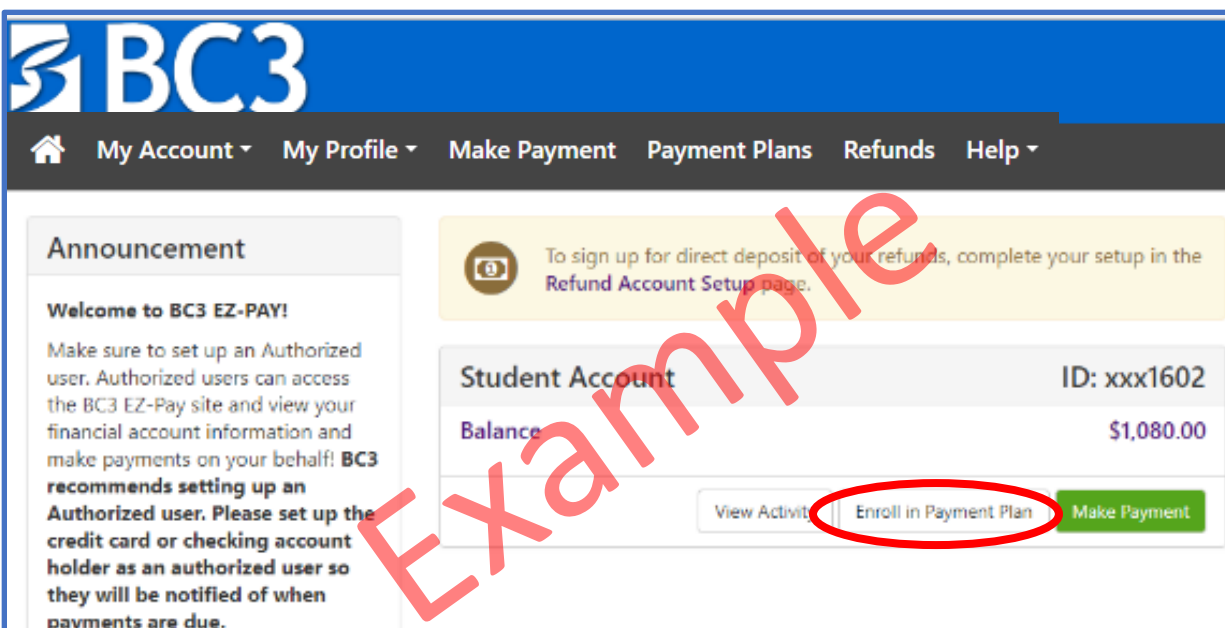 BC3
My Account My Profile Make Payment Payment Plans Refunds Help
Announcement
Welcome to BC3 EZ-PAY!
Make sure to set up an Authorized
user. Authorized users can access
the BC3 EZ-Pay site and view your
financial account information and
make payments on your behalf! BC3
recommends setting up an
Authorized user. Please set up the
credit card or checking account
holder as an authorized user so
they will be notified of when
payments are due.
To sign up for direct deposit of your refunds, complete your setup in the
Refund Account Setup page.
Student Account ID: xxx1602
Balance $1,080.00
View Activity Enroll in Payment Plan Make Payment
Example